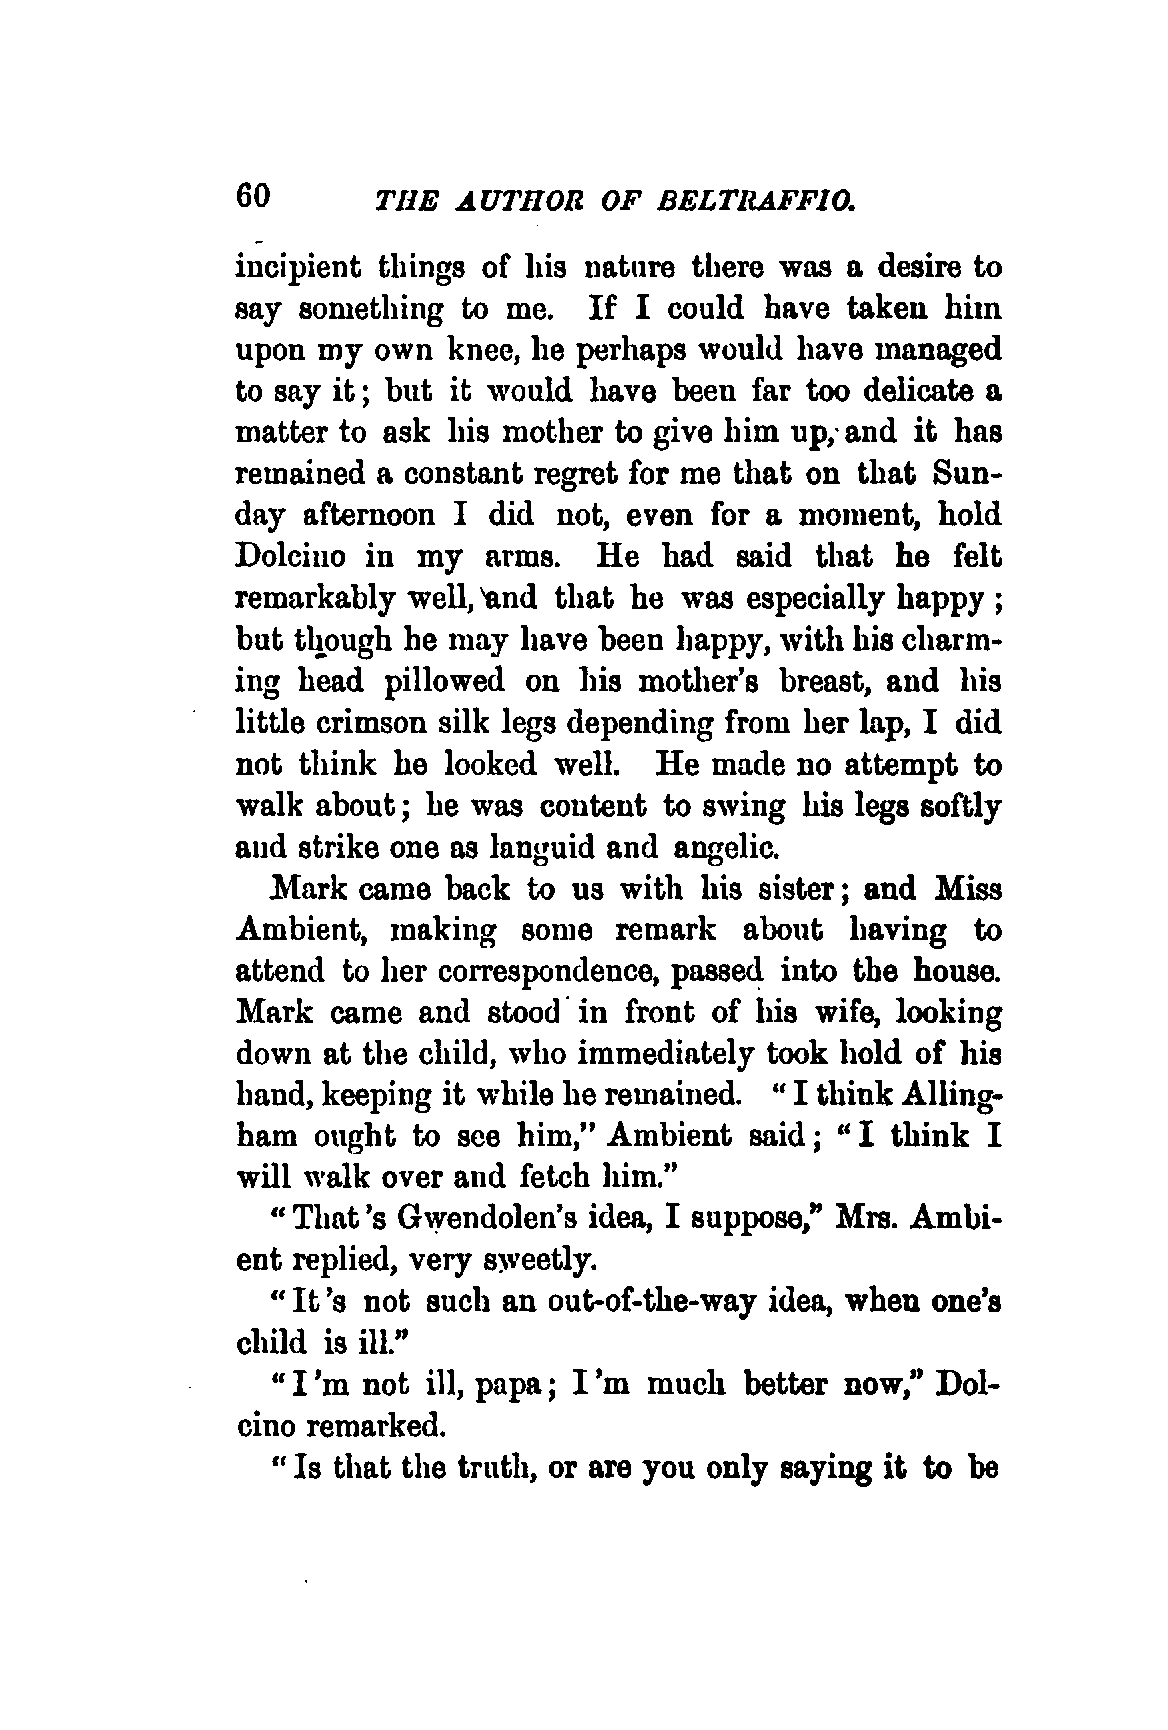 60 THE AUTHOR OF BELTRAFFIO.
incipient things of his nature there was a desire to
say something to me. If I could have taken him
upon my own knee, he perhaps would have managed
to say it; but it would have been far too delicate a
matter to ask his mother to give him up, and it has
remained a constant regret for me that on that Sun-
day afternoon I did not, even for a moment, hold
Dolcino in my arms. He had said that he felt
remarkably well, and that he was especially happy;
but though he may have been happy, with his charm-
ing head pillowed on his mother's breast, and his
little crimson silk legs depending from her lap, I did
not think he looked well. He made no attempt to
walk about; he was content to swing his legs softly
and strike one as languid and angelic.
Mark came back to us with his sister; and Miss
Ambient, making some remark about having to
attend to her correspondence, passed into the house.
Mark came and stood in front of his wife, looking
down at the child, who immediately took hold of his
hand, keeping it while he remained. "I think Alling-
ham ought to see him," Ambient said; "I think I
will walk over and fetch him."
"That's Gwendolen's idea, I suppose," Mrs. Ambi-
ent replied, very sweetly.
"It's not such an out-of-the-way idea, when one's
child is ill."
"I'm not ill, papa; I'm much better now," Dol-
cino remarked.
"Is that the truth, or are you only saying it to be